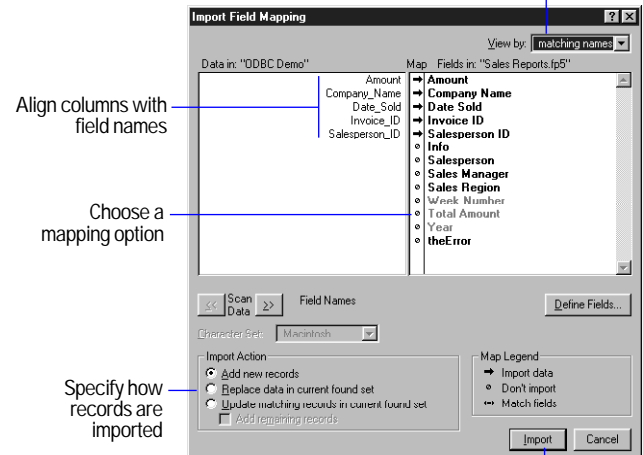 Import Field Mapping
View by: matching names
Data in: "ODBC Demo"
Map Fields in: "Sales Reports.fp5"
Amount
Company_Name
Date_Sold
Invoice_ID
Salesperson_ID
Amount
Company Name
Date Sold
Invoice ID
Salesperson ID
Info
Salesperson
Sales Manager
Sales Region
Week Number
Total Amount
Year
theError
Align columns with
field names
Choose a
mapping option
<< Scan Data >>
Field Names
Define Fields...
Character Set: Macintosh
Import Action
Add new records
Replace data in current found set
Update matching records in current found set
Add remaining records
Map Legend
Import data
Don't import
Match fields
Specify how
records are
imported
Import
Cancel